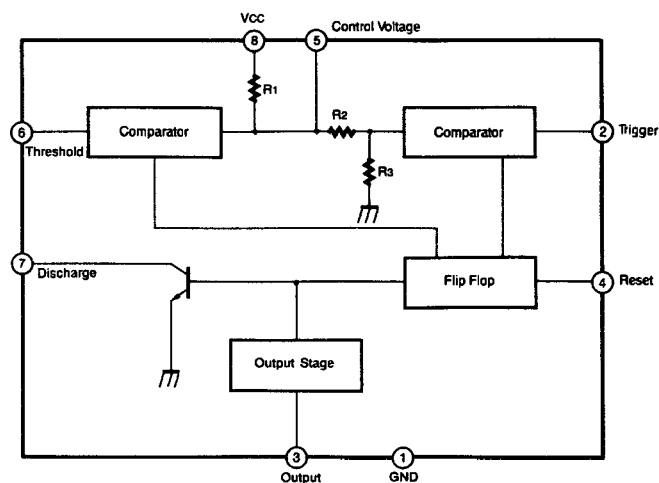 Vcc
8
5
Control Voltage
R1
R2
6
Threshold
Comparator
Comparator
2
Trigger
R3
7
Discharge
Flip Flop
4
Reset
Output Stage
3
Output
1
GND